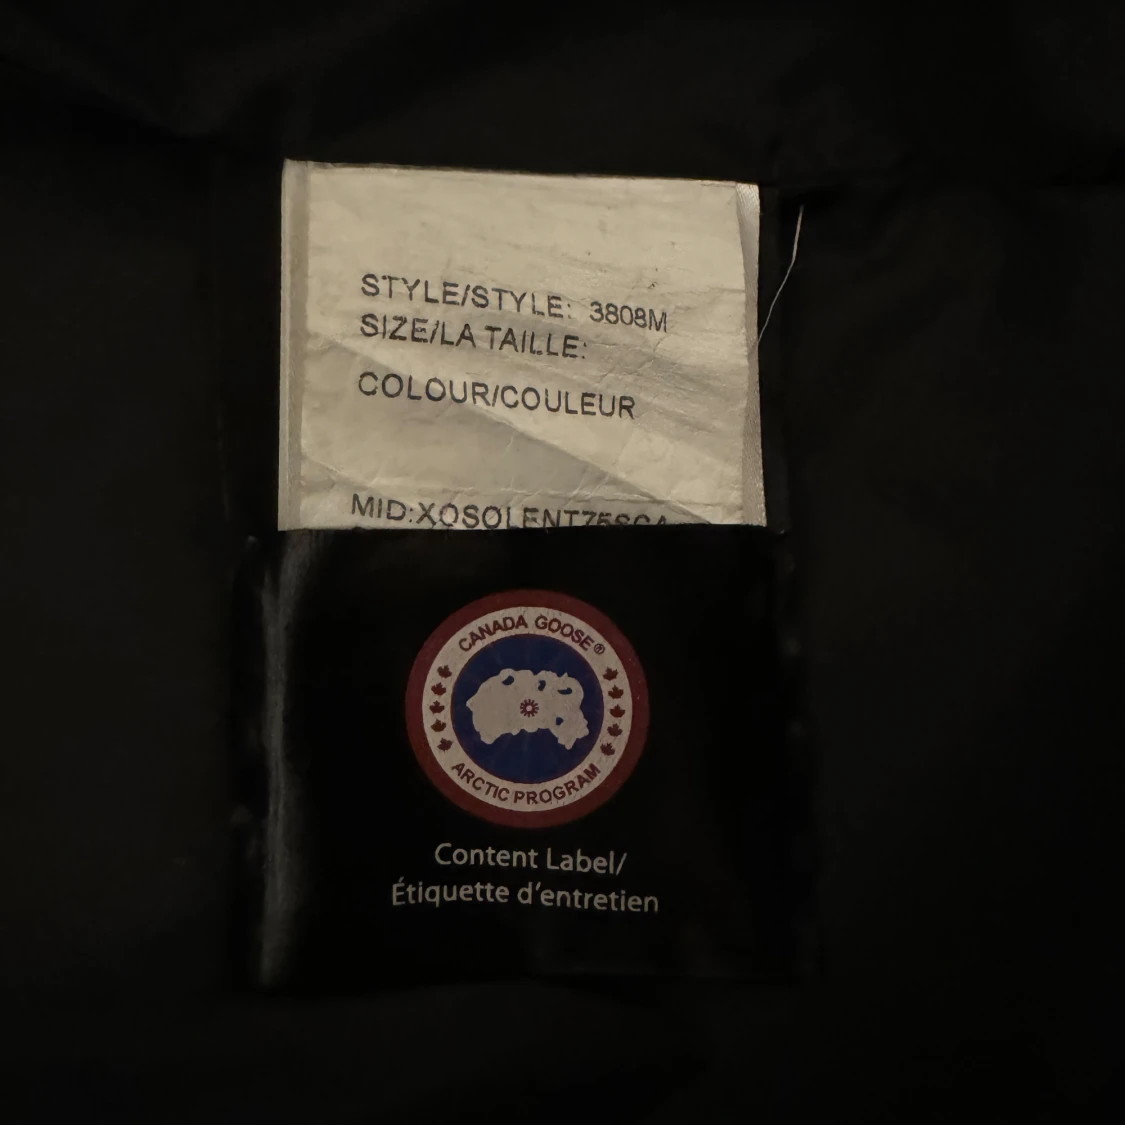 STYLE/STYLE: 3808M
SIZE/LA TAILLE:
COLOUR/COULEUR
CANADA GOOSE®
ARCTIC PROGRAM
Content Label/
Étiquette d'entretien